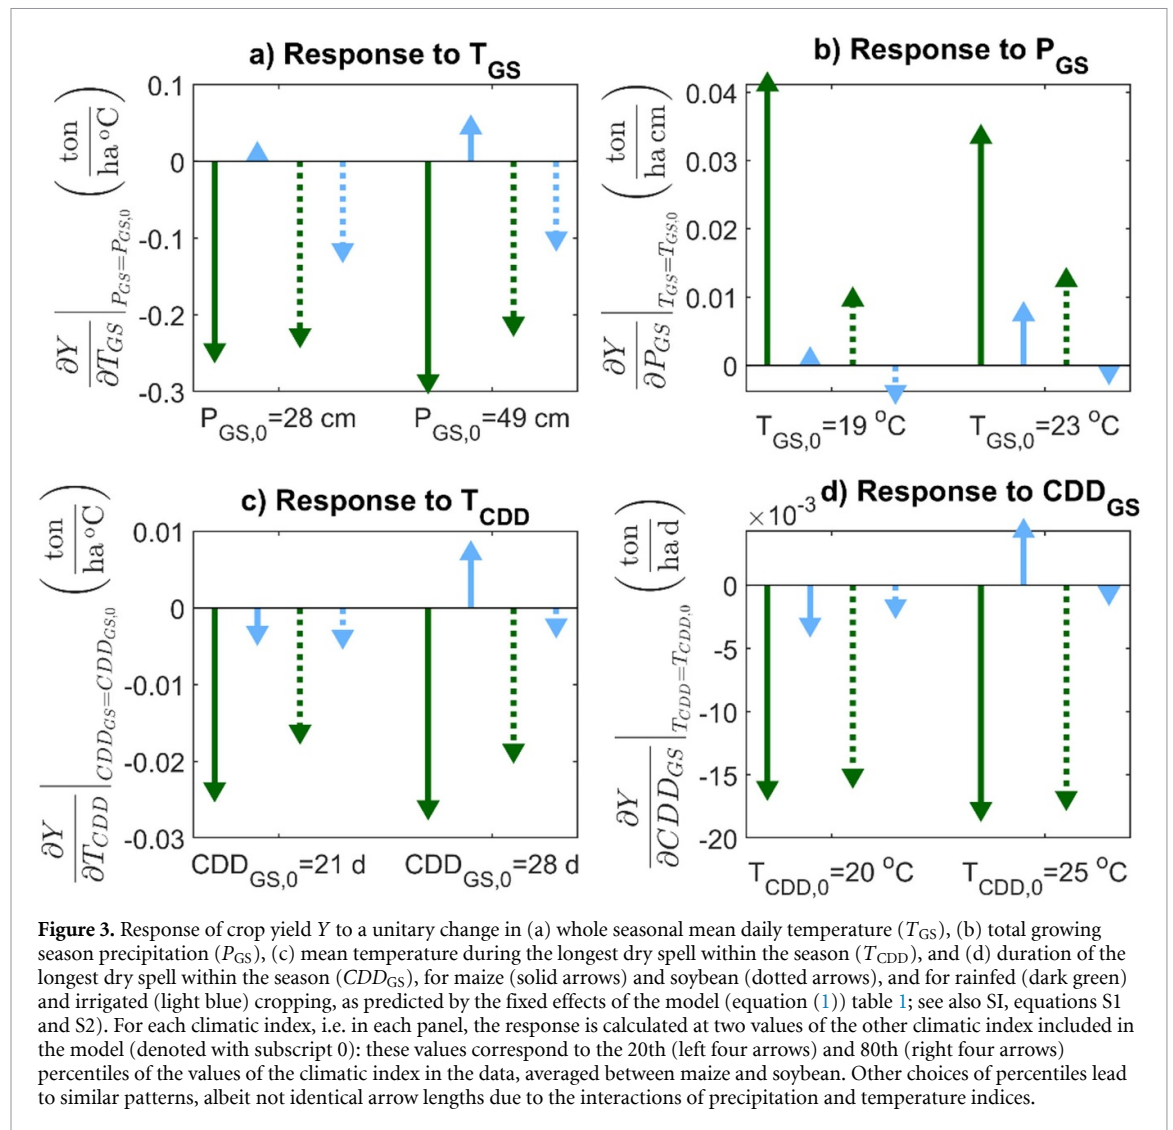 a) Response to T_GS
(ton / ha °C)
∂Y / ∂T_GS |P_GS=P_GS,0
0.1
0
-0.1
-0.2
-0.3
P_GS,0=28 cm
P_GS,0=49 cm
b) Response to P_GS
(ton / ha cm)
∂Y / ∂P_GS |T_GS=T_GS,0
0.04
0.03
0.02
0.01
0
T_GS,0=19 °C
T_GS,0=23 °C
c) Response to T_CDD
(ton / ha °C)
∂Y / ∂T_CDD |CDD_GS=CDD_GS,0
0.01
0
-0.01
-0.02
-0.03
CDD_GS,0=21 d
CDD_GS,0=28 d
d) Response to CDD_GS
×10^-3
(ton / ha d)
∂Y / ∂CDD_GS |T_CDD=T_CDD,0
0
-5
-10
-15
-20
T_CDD,0=20 °C
T_CDD,0=25 °C
Figure 3. Response of crop yield Y to a unitary change in (a) whole seasonal mean daily temperature (T_GS), (b) total growing
season precipitation (P_GS), (c) mean temperature during the longest dry spell within the season (T_CDD), and (d) duration of the
longest dry spell within the season (CDD_GS), for maize (solid arrows) and soybean (dotted arrows), and for rainfed (dark green)
and irrigated (light blue) cropping, as predicted by the fixed effects of the model (equation (1)) table 1; see also SI, equations S1
and S2). For each climatic index, i.e. in each panel, the response is calculated at two values of the other climatic index included in
the model (denoted with subscript 0): these values correspond to the 20th (left four arrows) and 80th (right four arrows)
percentiles of the values of the climatic index in the data, averaged between maize and soybean. Other choices of percentiles lead
to similar patterns, albeit not identical arrow lengths due to the interactions of precipitation and temperature indices.